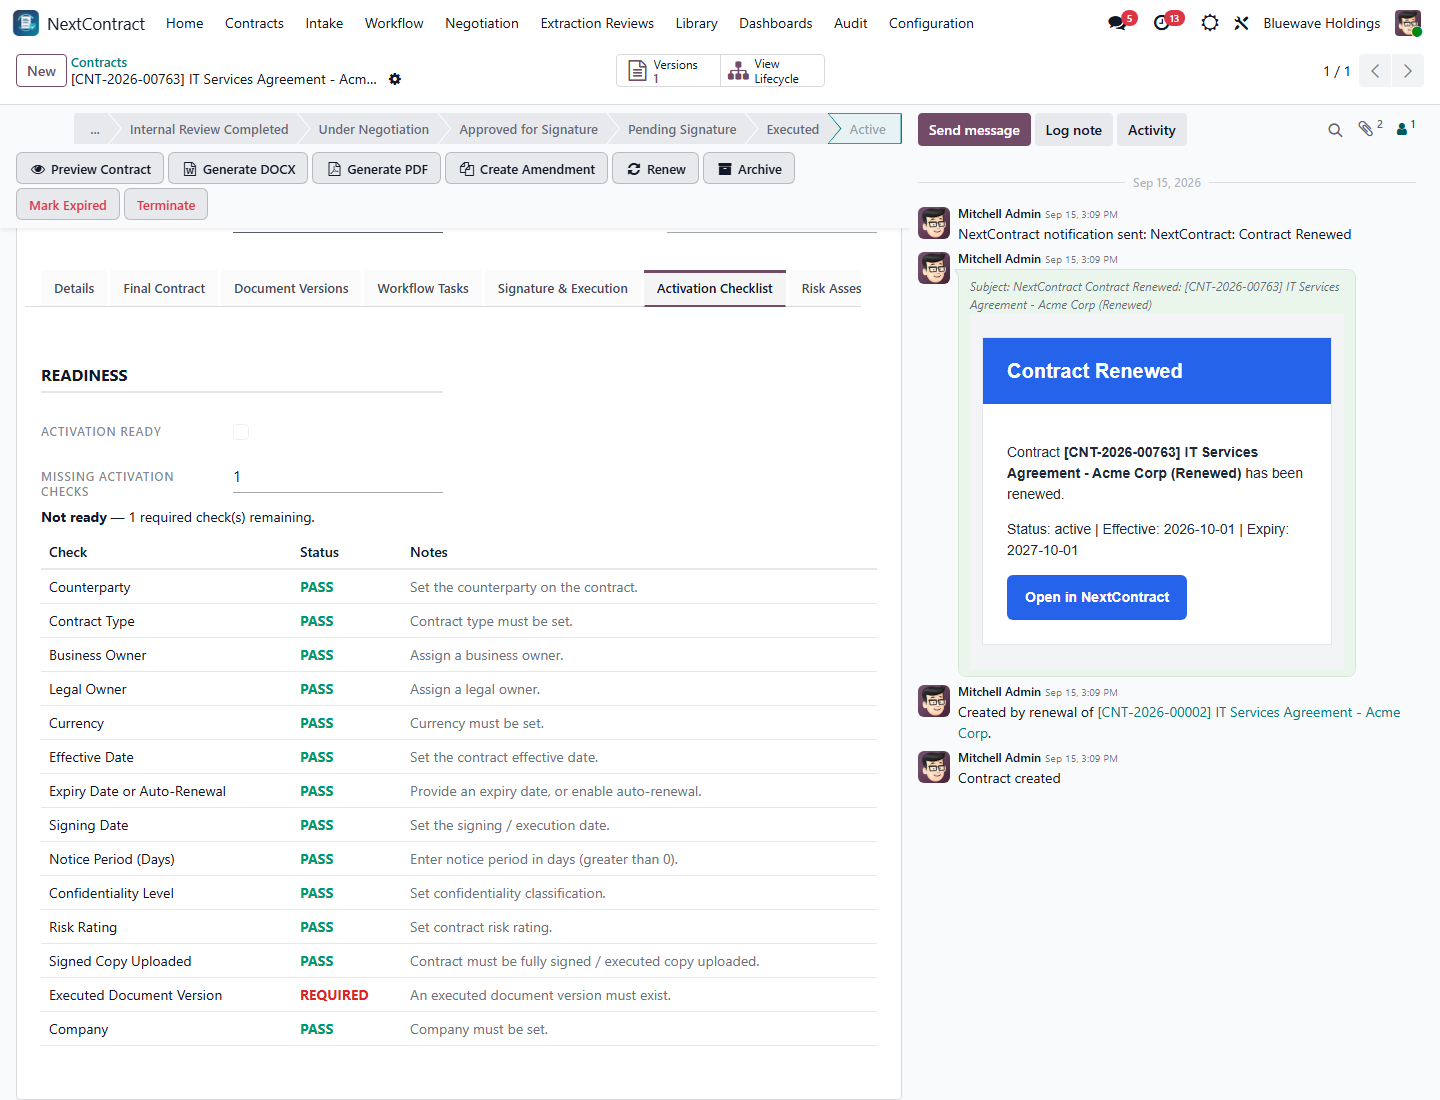 NextContract Home Contracts Intake Workflow Negotiation Extraction Reviews Library Dashboards Audit Configuration 5 13 Bluewave Holdings
New
Contracts
[CNT-2026-00763] IT Services Agreement - Acm...
Versions
1
View
Lifecycle
1 / 1
... Internal Review Completed Under Negotiation Approved for Signature Pending Signature Executed Active
Preview Contract Generate DOCX Generate PDF Create Amendment Renew Archive
Mark Expired Terminate
Details Final Contract Document Versions Workflow Tasks Signature & Execution Activation Checklist Risk Asses
READINESS
ACTIVATION READY
MISSING ACTIVATION
CHECKS
1
Not ready — 1 required check(s) remaining.
Check Status Notes
Counterparty PASS Set the counterparty on the contract.
Contract Type PASS Contract type must be set.
Business Owner PASS Assign a business owner.
Legal Owner PASS Assign a legal owner.
Currency PASS Currency must be set.
Effective Date PASS Set the contract effective date.
Expiry Date or Auto-Renewal PASS Provide an expiry date, or enable auto-renewal.
Signing Date PASS Set the signing / execution date.
Notice Period (Days) PASS Enter notice period in days (greater than 0).
Confidentiality Level PASS Set confidentiality classification.
Risk Rating PASS Set contract risk rating.
Signed Copy Uploaded PASS Contract must be fully signed / executed copy uploaded.
Executed Document Version REQUIRED An executed document version must exist.
Company PASS Company must be set.
Send message Log note Activity 2 1
Sep 15, 2026
Mitchell Admin Sep 15, 3:09 PM
NextContract notification sent: NextContract: Contract Renewed
Mitchell Admin Sep 15, 3:09 PM
Subject: NextContract Contract Renewed: [CNT-2026-00763] IT Services
Agreement - Acme Corp (Renewed)
Contract Renewed
Contract [CNT-2026-00763] IT Services
Agreement - Acme Corp (Renewed) has been
renewed.
Status: active | Effective: 2026-10-01 | Expiry:
2027-10-01
Open in NextContract
Mitchell Admin Sep 15, 3:09 PM
Created by renewal of [CNT-2026-00002] IT Services Agreement - Acme
Corp.
Mitchell Admin Sep 15, 3:09 PM
Contract created